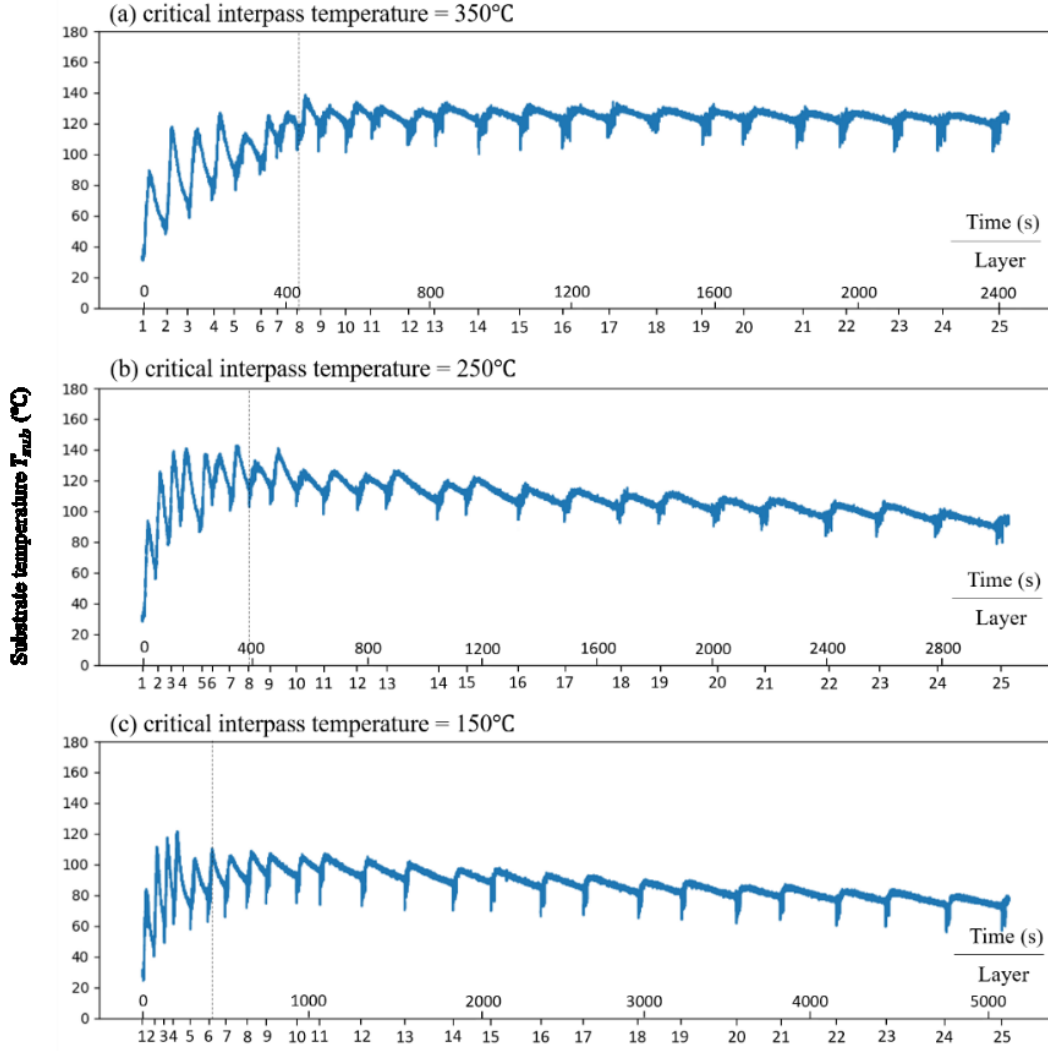 (a) critical interpass temperature = 350℃
180
160
140
120
100
80
60
40
20
0
Time (s)
Layer
0 400 800 1200 1600 2000 2400
1 2 3 4 5 6 7 8 9 10 11 12 13 14 15 16 17 18 19 20 21 22 23 24 25
(b) critical interpass temperature = 250℃
180
160
140
120
100
80
60
40
20
0
Time (s)
Layer
0 400 800 1200 1600 2000 2400 2800
1 2 3 4 5 6 7 8 9 10 11 12 13 14 15 16 17 18 19 20 21 22 23 24 25
Substrate temperature Tsub (°C)
(c) critical interpass temperature = 150℃
180
160
140
120
100
80
60
40
20
0
Time (s)
Layer
0 1000 2000 3000 4000 5000
1 2 3 4 5 6 7 8 9 10 11 12 13 14 15 16 17 18 19 20 21 22 23 24 25